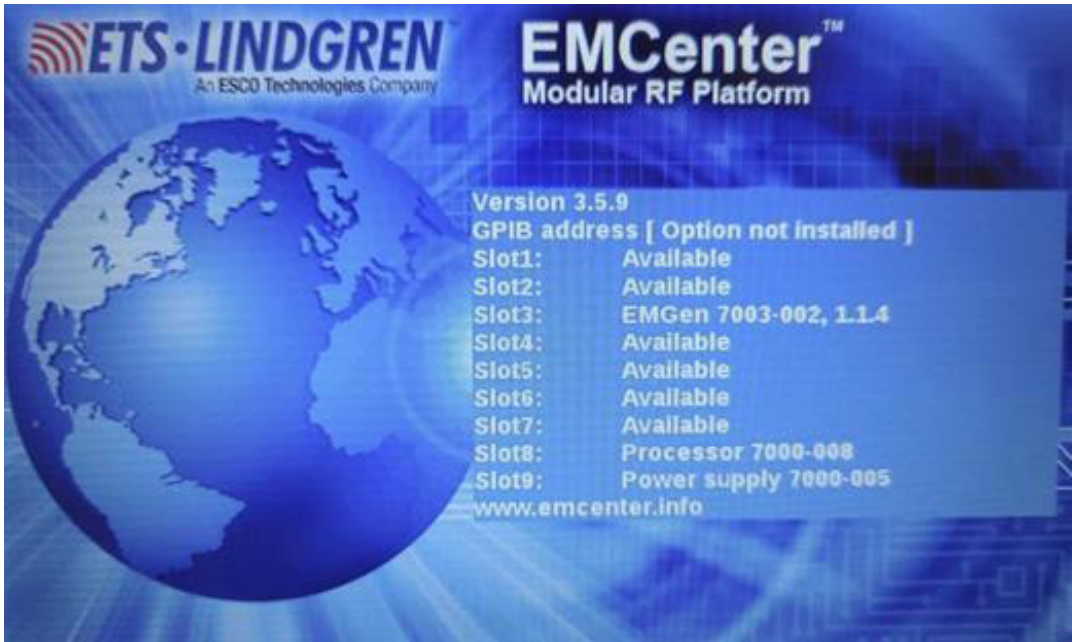 ETS·LINDGREN™
An ESCO Technologies Company
EMCenter™
Modular RF Platform
Version 3.5.9
GPIB address [ Option not installed ]
Slot1: Available
Slot2: Available
Slot3: EMGen 7003-002, 1.1.4
Slot4: Available
Slot5: Available
Slot6: Available
Slot7: Available
Slot8: Processor 7000-008
Slot9: Power supply 7000-005
www.emcenter.info